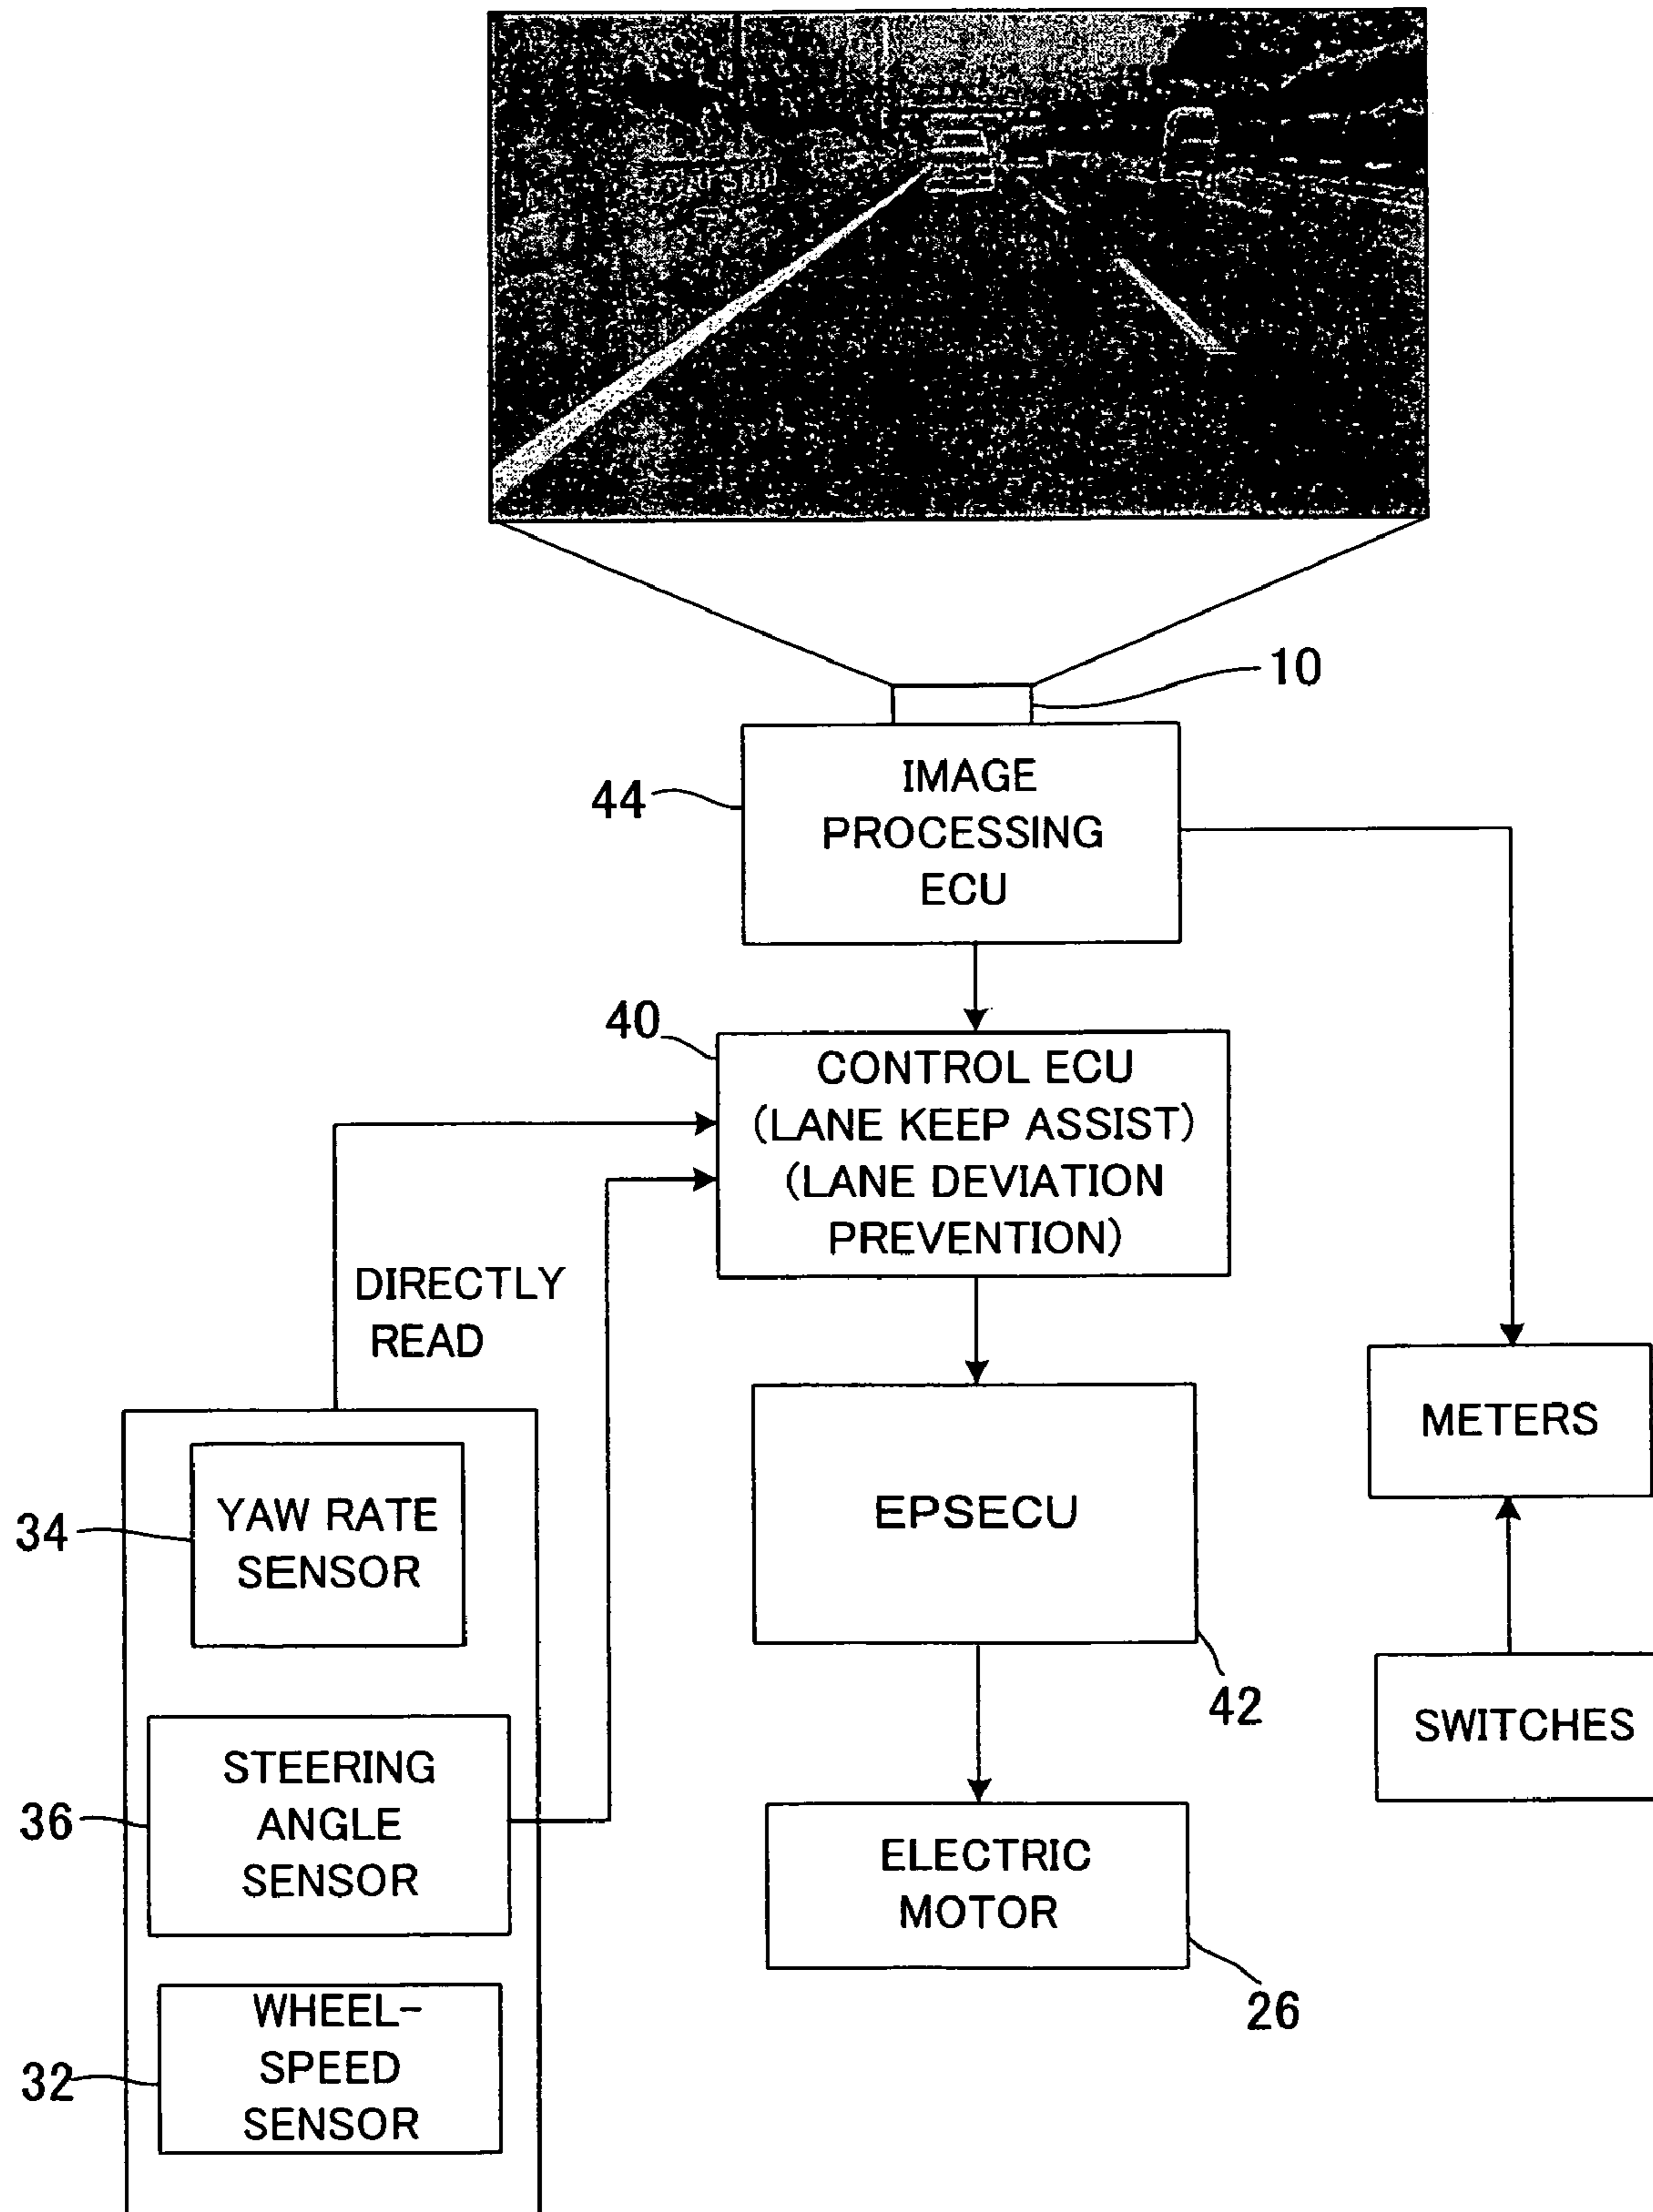 10
44
IMAGE
PROCESSING
ECU
40
CONTROL ECU
(LANE KEEP ASSIST)
(LANE DEVIATION
PREVENTION)
DIRECTLY
READ
METERS
34
YAW RATE
SENSOR
EPSECU
42
SWITCHES
36
STEERING
ANGLE
SENSOR
ELECTRIC
MOTOR
26
32
WHEEL-
SPEED
SENSOR